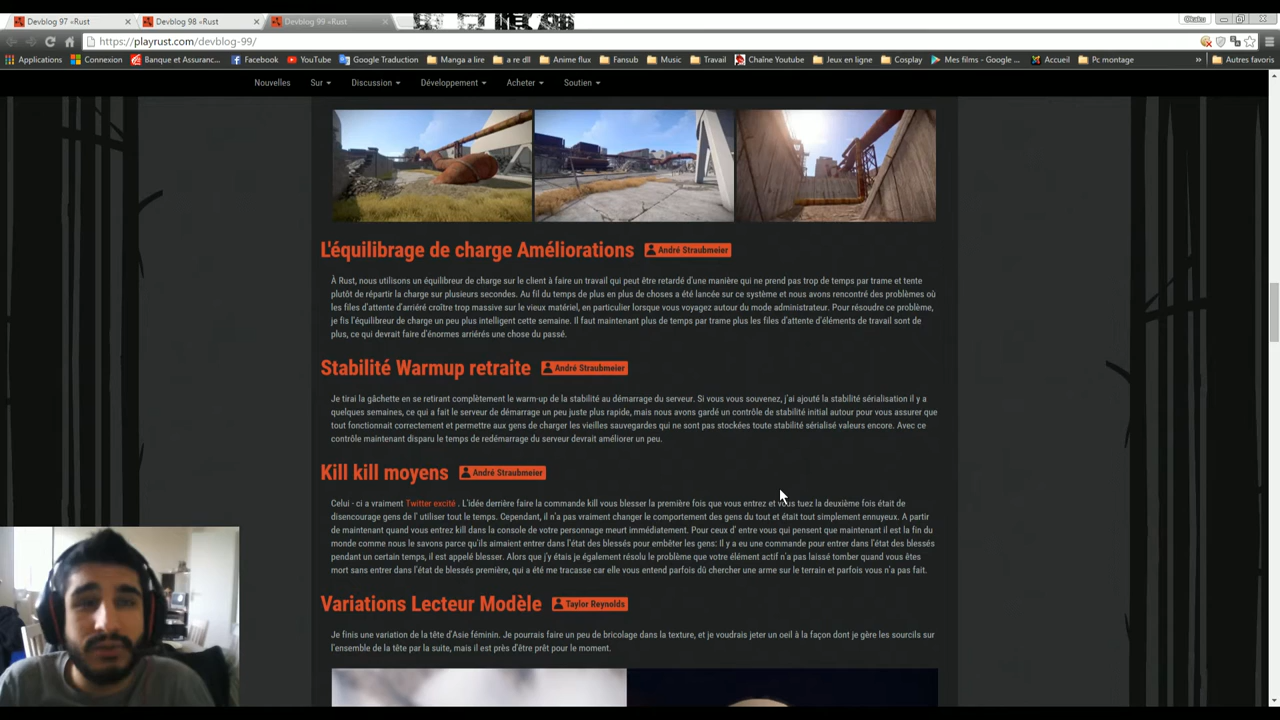 Devblog 97 «Rust
Devblog 98 «Rust
Devblog 99 «Rust
Otaku
https://playrust.com/devblog-99/
Applications Connexion Banque et Assuranc... Facebook YouTube Google Traduction Manga a lire a re dl Anime flux Fansub Music Travail Chaîne Youtube Jeux en ligne Cosplay Mes films - Google ... Accueil Pc montage » Autres favoris
Nouvelles Sur Discussion Développement Acheter Soutien
L'équilibrage de charge Améliorations André Straubmeier
À Rust, nous utilisons un équilibreur de charge sur le client à faire un travail qui peut être retardé d'une manière qui ne prend pas trop de temps par trame et tente
plutôt de répartir la charge sur plusieurs secondes. Au fil du temps de plus en plus de choses a été lancée sur ce système et nous avons rencontré des problèmes où
les files d'attente d'arriéré croître trop massive sur le vieux matériel, en particulier lorsque vous voyagez autour du mode administrateur. Pour résoudre ce problème,
je fis l'équilibreur de charge un peu plus intelligent cette semaine. Il faut maintenant plus de temps par trame plus les files d'attente d'éléments de travail sont de
plus, ce qui devrait faire d'énormes arriérés une chose du passé.
Stabilité Warmup retraite André Straubmeier
Je tirai la gâchette en se retirant complètement le warm-up de la stabilité au démarrage du serveur. Si vous vous souvenez, j'ai ajouté la stabilité sérialisation il y a
quelques semaines, ce qui a fait le serveur de démarrage un peu juste plus rapide, mais nous avons gardé un contrôle de stabilité initial autour pour vous assurer que
tout fonctionnait correctement et permettre aux gens de charger les vieilles sauvegardes qui ne sont pas stockées toute stabilité sérialisé valeurs encore. Avec ce
contrôle maintenant disparu le temps de redémarrage du serveur devrait améliorer un peu.
Kill kill moyens André Straubmeier
Celui - ci a vraiment Twitter excité . L'idée derrière faire la commande kill vous blesser la première fois que vous entrez et vous tuez la deuxième fois était de
disencourage gens de l' utiliser tout le temps. Cependant, il n'a pas vraiment changer le comportement des gens du tout et était tout simplement ennuyeux. A partir
de maintenant quand vous entrez kill dans la console de votre personnage meurt immédiatement. Pour ceux d' entre vous qui pensent que maintenant il est la fin du
monde comme nous le savons parce qu'ils aimaient entrer dans l'état des blessés pour embêter les gens: Il y a eu une commande pour entrer dans l'état des blessés
pendant un certain temps, il est appelé blesser. Alors que j'y étais je également résolu le problème que votre élément actif n'a pas laissé tomber quand vous êtes
mort sans entrer dans l'état de blessés première, qui a été me tracasse car elle vous entend parfois dû chercher une arme sur le terrain et parfois vous n'a pas fait.
Variations Lecteur Modèle Taylor Reynolds
Je finis une variation de la tête d'Asie féminin. Je pourrais faire un peu de bricolage dans la texture, et je voudrais jeter un oeil à la façon dont je gère les sourcils sur
l'ensemble de la tête par la suite, mais il est près d'être prêt pour le moment.